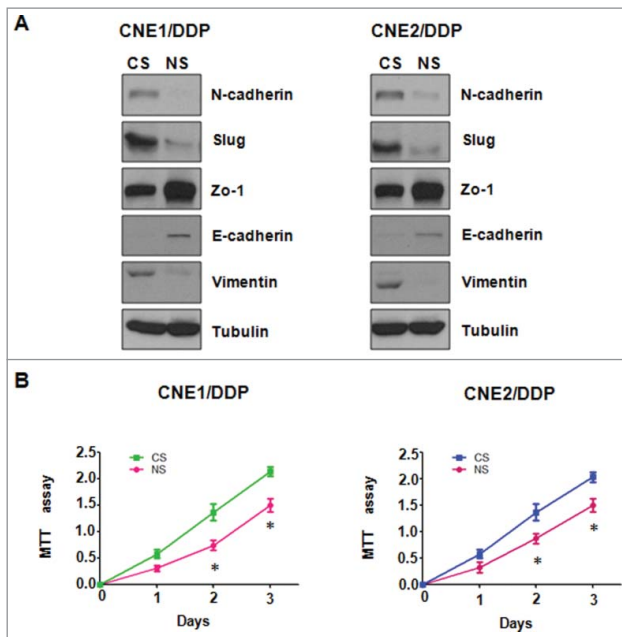 A
CNE1/DDP
CNE2/DDP
CS NS
CS NS
N-cadherin
N-cadherin
Slug
Slug
Zo-1
Zo-1
E-cadherin
E-cadherin
Vimentin
Vimentin
Tubulin
Tubulin
B
CNE1/DDP
CNE2/DDP
2.5
2.0
1.5
1.0
0.5
0.0
MTT assay
CS
NS
*
*
0 1 2 3
Days
2.5
2.0
1.5
1.0
0.5
0.0
MTT assay
CS
NS
*
*
0 1 2 3
Days